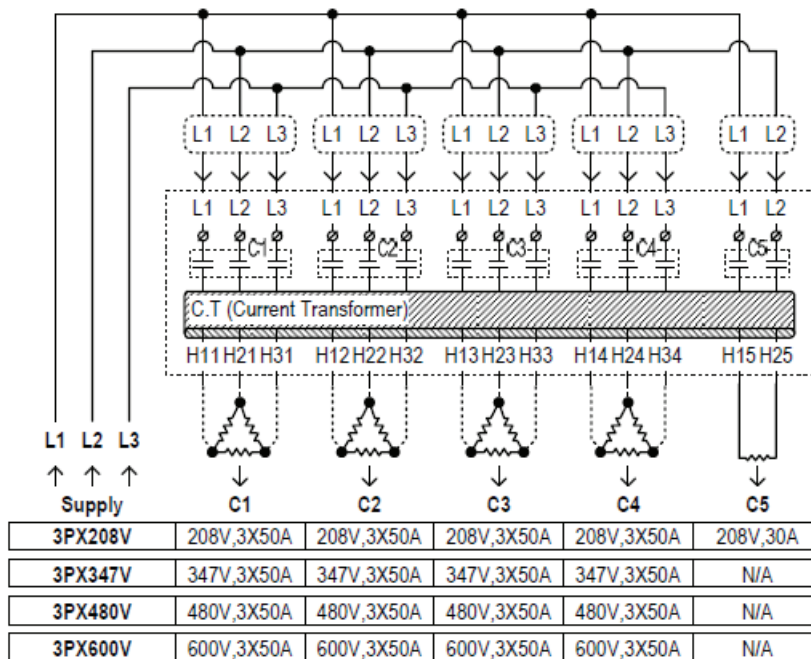 L1 L2 L3 L1 L2 L3 L1 L2 L3 L1 L2 L3 L1 L2
L1 L2 L3 L1 L2 L3 L1 L2 L3 L1 L2 L3 L1 L2
C1 C2 C3 C4 C5
C.T (Current Transformer)
H11 H21 H31 H12 H22 H32 H13 H23 H33 H14 H24 H34 H15 H25
L1 L2 L3
Supply C1 C2 C3 C4 C5
3PX208V 208V,3X50A 208V,3X50A 208V,3X50A 208V,3X50A 208V,30A
3PX347V 347V,3X50A 347V,3X50A 347V,3X50A 347V,3X50A N/A
3PX480V 480V,3X50A 480V,3X50A 480V,3X50A 480V,3X50A N/A
3PX600V 600V,3X50A 600V,3X50A 600V,3X50A 600V,3X50A N/A